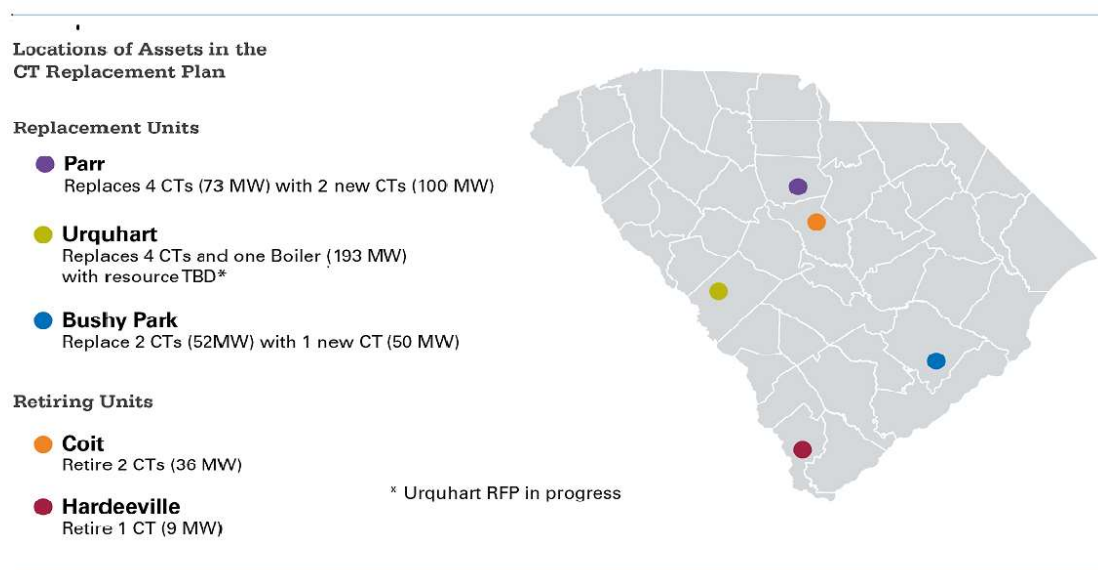 Locations of Assets in the
CT Replacement Plan
Replacement Units
Parr
Replaces 4 CTs (73 MW) with 2 new CTs (100 MW)
Urquhart
Replaces 4 CTs and one Boiler (193 MW)
with resource TBD*
Bushy Park
Replace 2 CTs (52MW) with 1 new CT (50 MW)
Retiring Units
Coit
Retire 2 CTs (36 MW)
Hardeeville
Retire 1 CT (9 MW)
* Urquhart RFP in progress